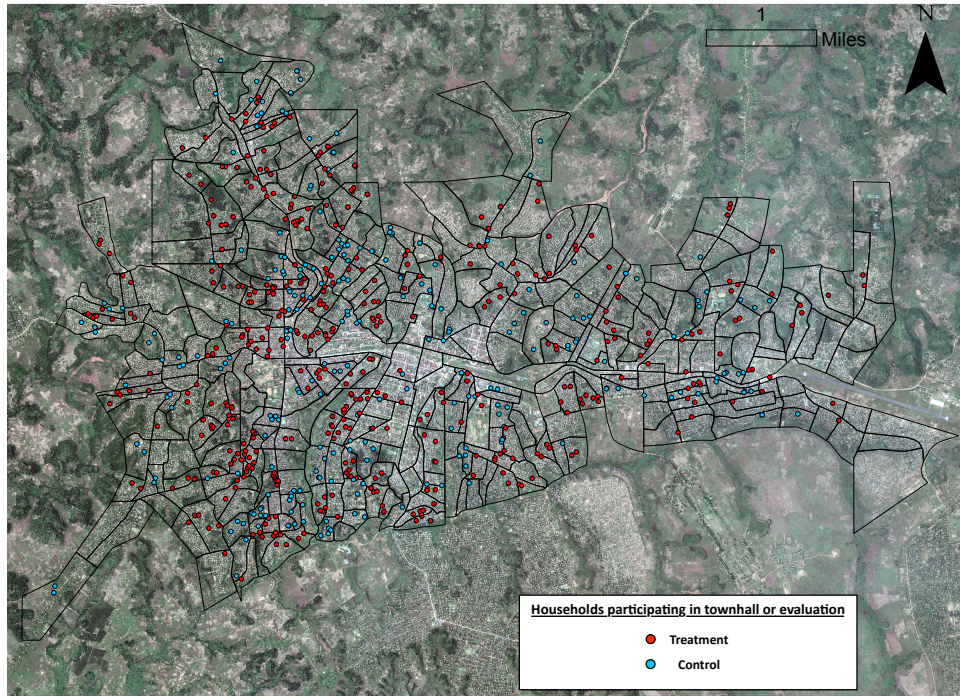 1
Miles
N
Households participating in townhall or evaluation
Treatment
Control